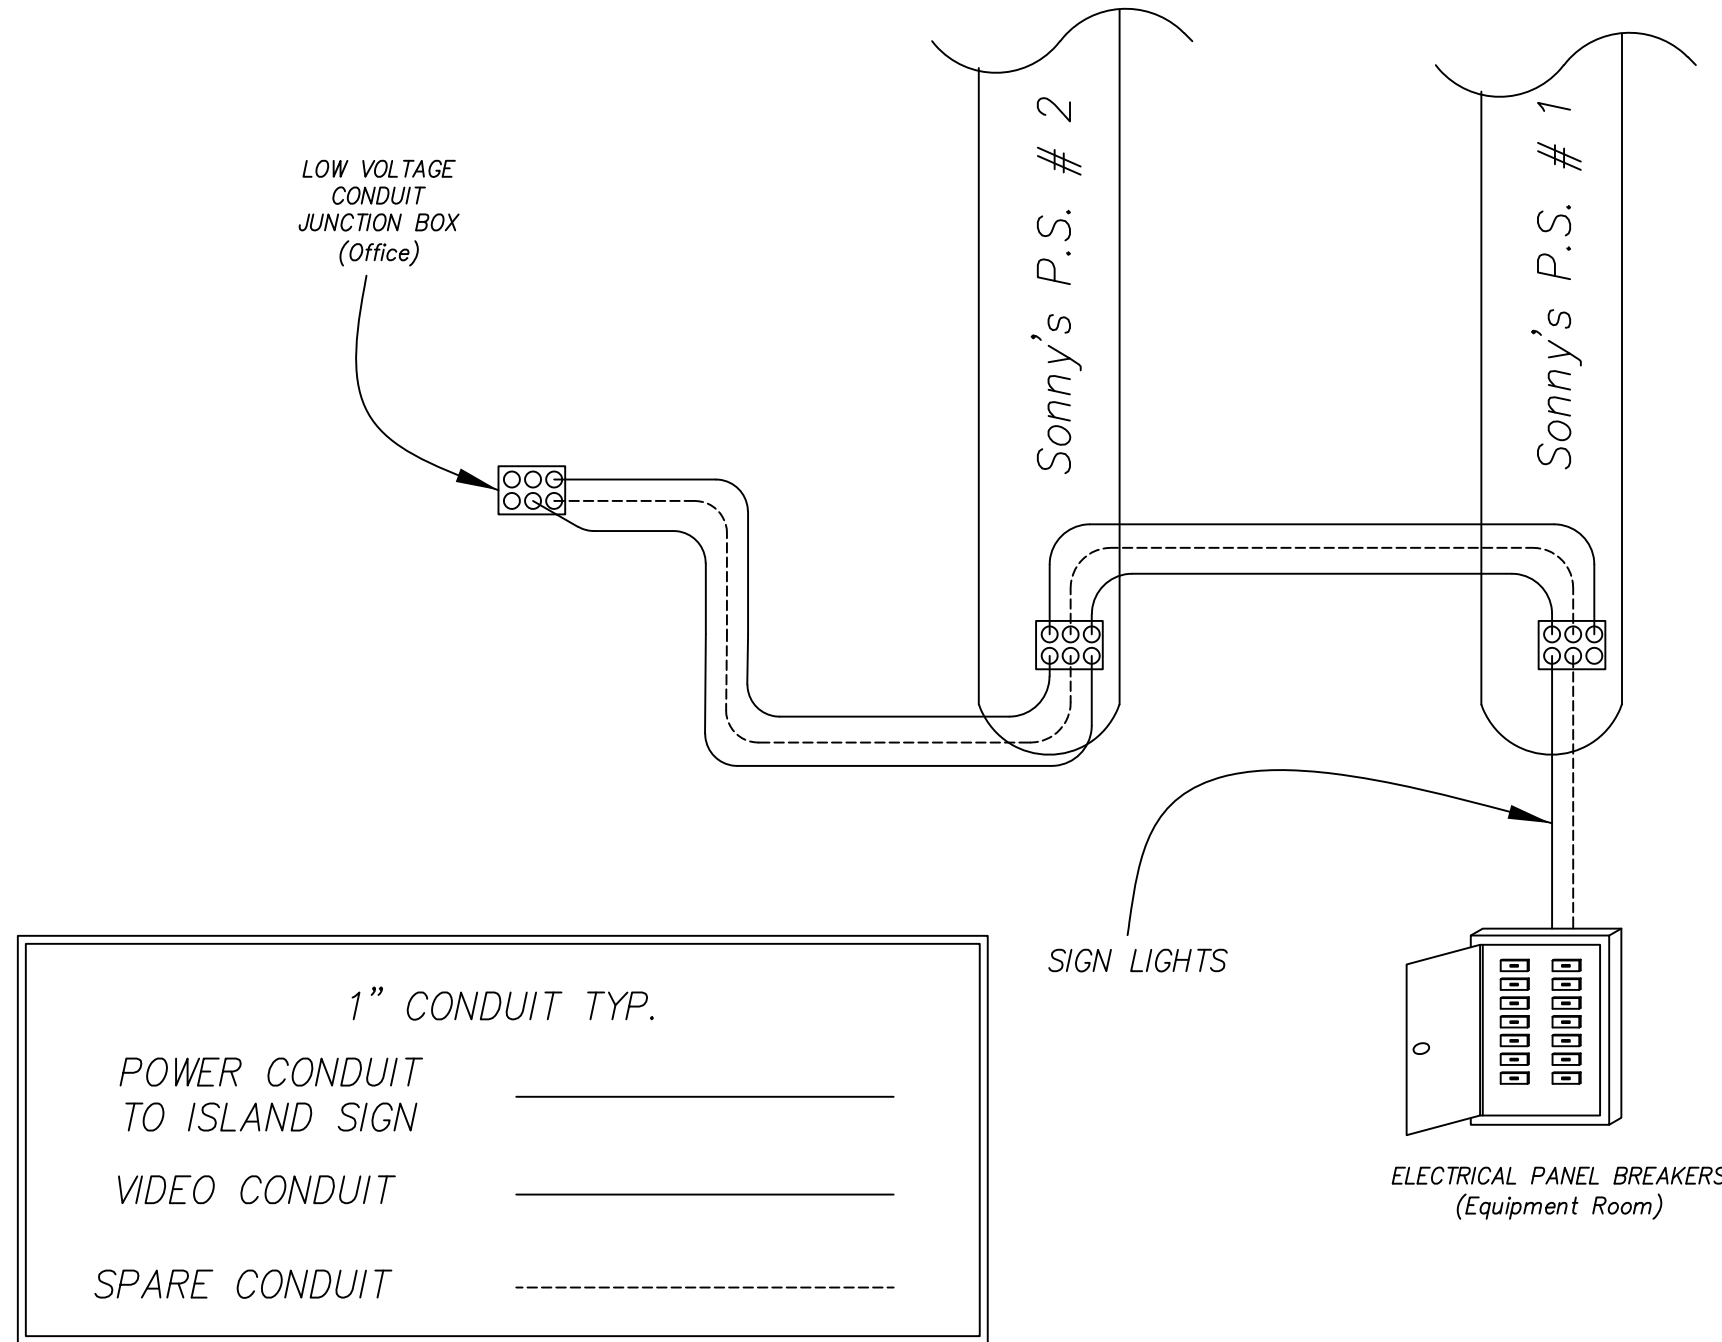 LOW VOLTAGE
CONDUIT
JUNCTION BOX
(Office)
Sonny's P.S. # 2
Sonny's P.S. # 1
SIGN LIGHTS
1” CONDUIT TYP.
POWER CONDUIT
TO ISLAND SIGN
VIDEO CONDUIT
SPARE CONDUIT
ELECTRICAL PANEL BREAKERS
(Equipment Room)